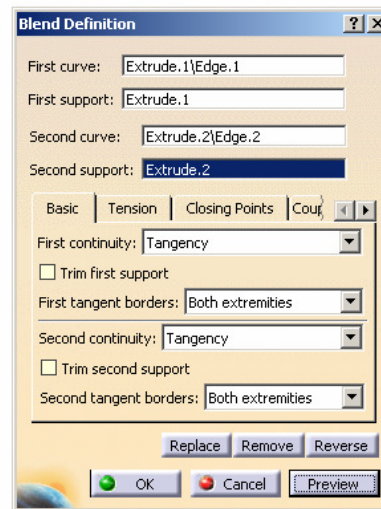 Blend Definition ? X
First curve: Extrude.1\Edge.1
First support: Extrude.1
Second curve: Extrude.2\Edge.2
Second support: Extrude.2
Basic Tension Closing Points
First continuity: Tangency
Trim first support
First tangent borders: Both extremities
Second continuity: Tangency
Trim second support
Second tangent borders: Both extremities
Replace Remove Reverse
OK Cancel Preview